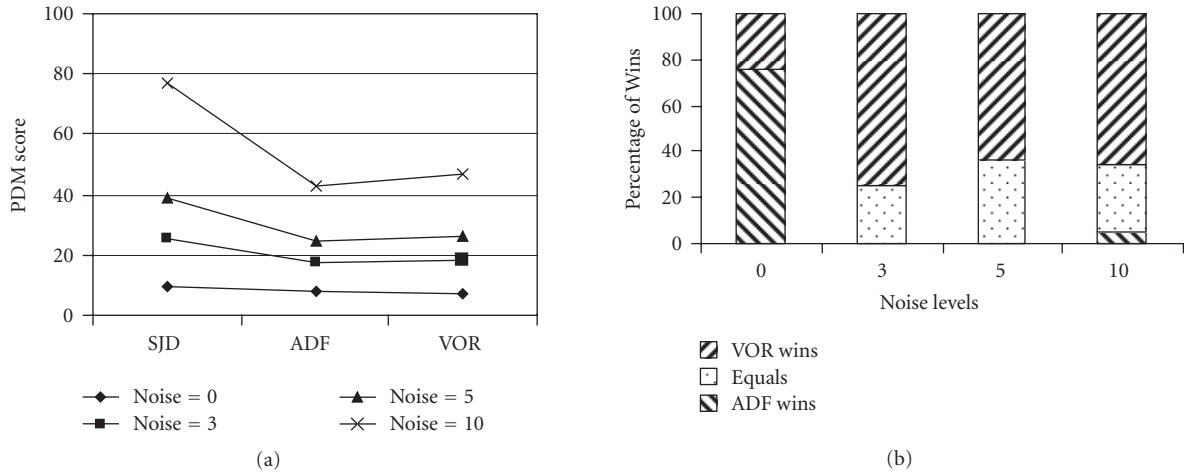 PDM score
100
80
60
40
20
0
SJD ADF VOR
Noise = 0
Noise = 3
Noise = 5
Noise = 10
(a)
Percentage of Wins
100
80
60
40
20
0
0 3 5 10
Noise levels
VOR wins
Equals
ADF wins
(b)